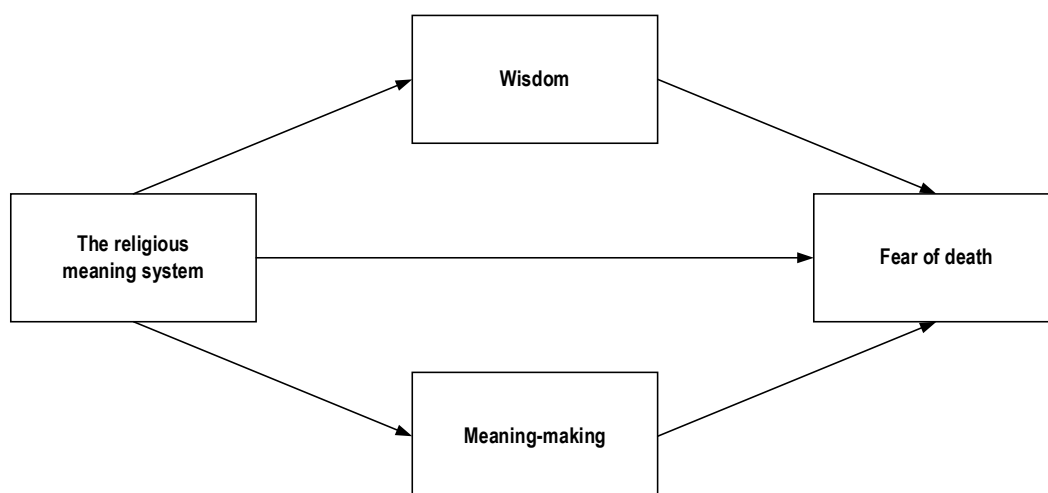 Wisdom
The religious
meaning system
Fear of death
Meaning-making